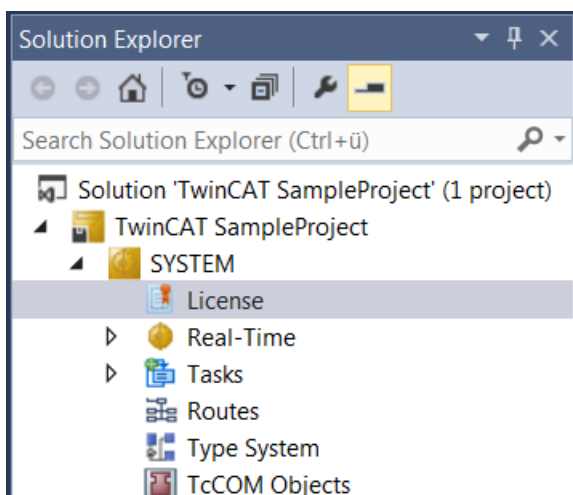 Solution Explorer
Search Solution Explorer (Ctrl+ü)
Solution 'TwinCAT SampleProject' (1 project)
TwinCAT SampleProject
SYSTEM
License
Real-Time
Tasks
Routes
Type System
TcCOM Objects